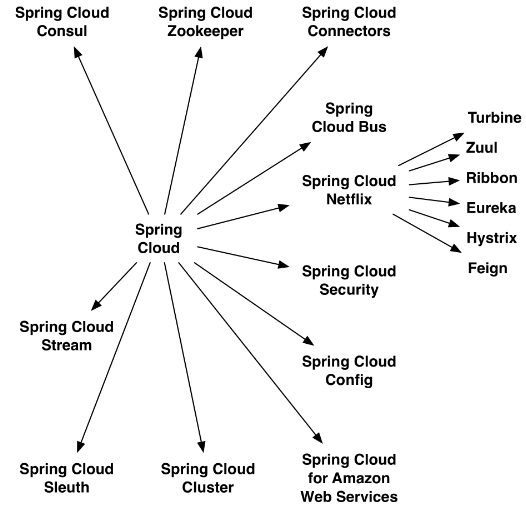 Spring Cloud
Consul
Spring Cloud
Zookeeper
Spring Cloud
Connectors
Spring
Cloud Bus
Turbine
Zuul
Ribbon
Eureka
Hystrix
Feign
Spring Cloud
Netflix
Spring
Cloud
Spring Cloud
Security
Spring Cloud
Stream
Spring Cloud
Config
Spring Cloud
Sleuth
Spring Cloud
Cluster
Spring Cloud
for Amazon
Web Services